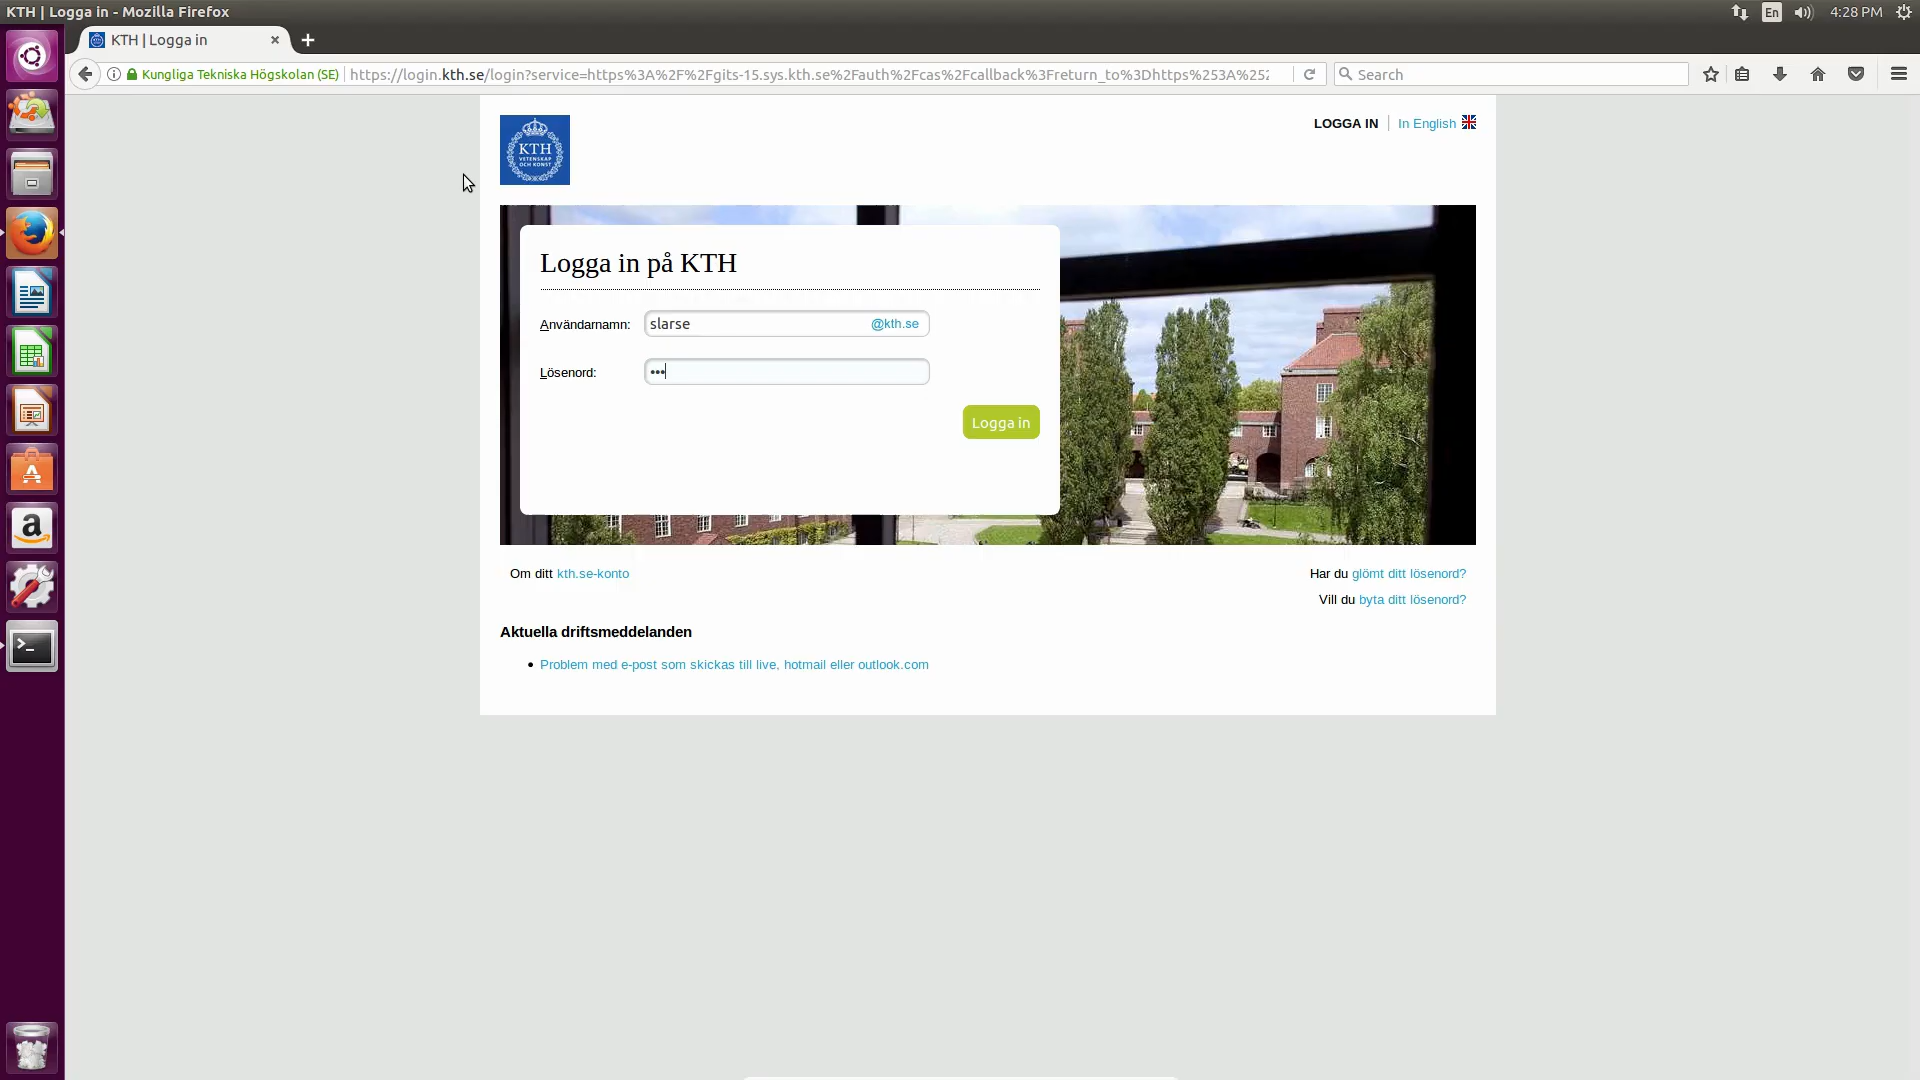 KTH | Logga in - Mozilla Firefox
En
4:28 PM
KTH | Logga in
Kungliga Tekniska Högskolan (SE)
https://login.kth.se/login?service=https%3A%2F%2Fgits-15.sys.kth.se%2Fauth%2Fcas%2Fcallback%3Freturn_to%3Dhttps%253A%252
Search
KTH
VETENSKAP
OCH KONST
LOGGA IN
In English
Logga in på KTH
Användarnamn:
slarse
@kth.se
Lösenord:
•••
Logga in
Om ditt kth.se-konto
Har du glömt ditt lösenord?
Vill du byta ditt lösenord?
Aktuella driftsmeddelanden
• Problem med e-post som skickas till live, hotmail eller outlook.com